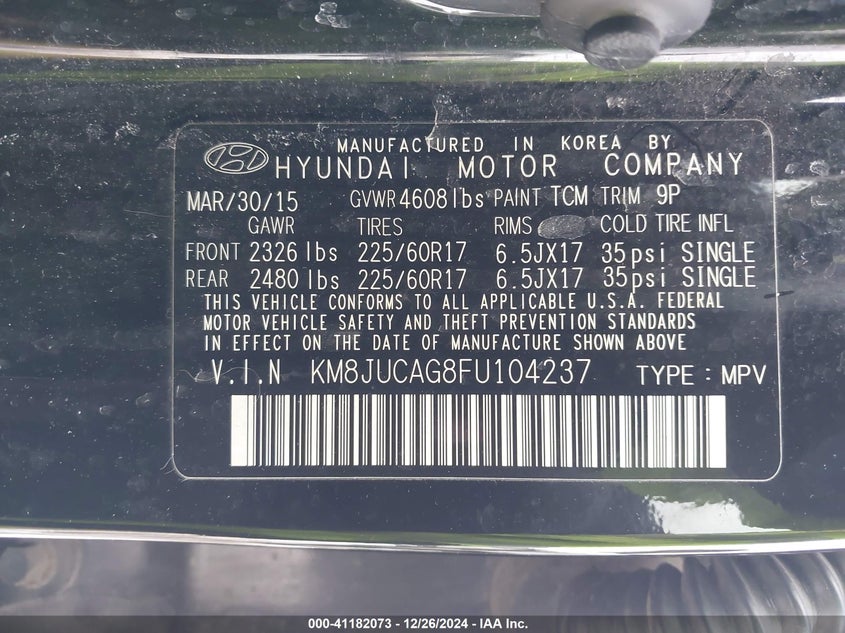 MANUFACTURED IN KOREA BY
HYUNDAI MOTOR COMPANY
MAR/30/15 GVWR 4608 lbs PAINT TCM TRIM 9P
GAWR TIRES RIMS COLD TIRE INFL
FRONT 2326 lbs 225/60R17 6.5JX17 35psi SINGLE
REAR 2480 lbs 225/60R17 6.5JX17 35psi SINGLE
THIS VEHICLE CONFORMS TO ALL APPLICABLE U.S.A. FEDERAL
MOTOR VEHICLE SAFETY AND THEFT PREVENTION STANDARDS
IN EFFECT ON THE DATE OF MANUFACTURE SHOWN ABOVE
V.I.N KM8JUCAG8FU104237 TYPE : MPV
000-41182073 - 12/26/2024 - IAA Inc.